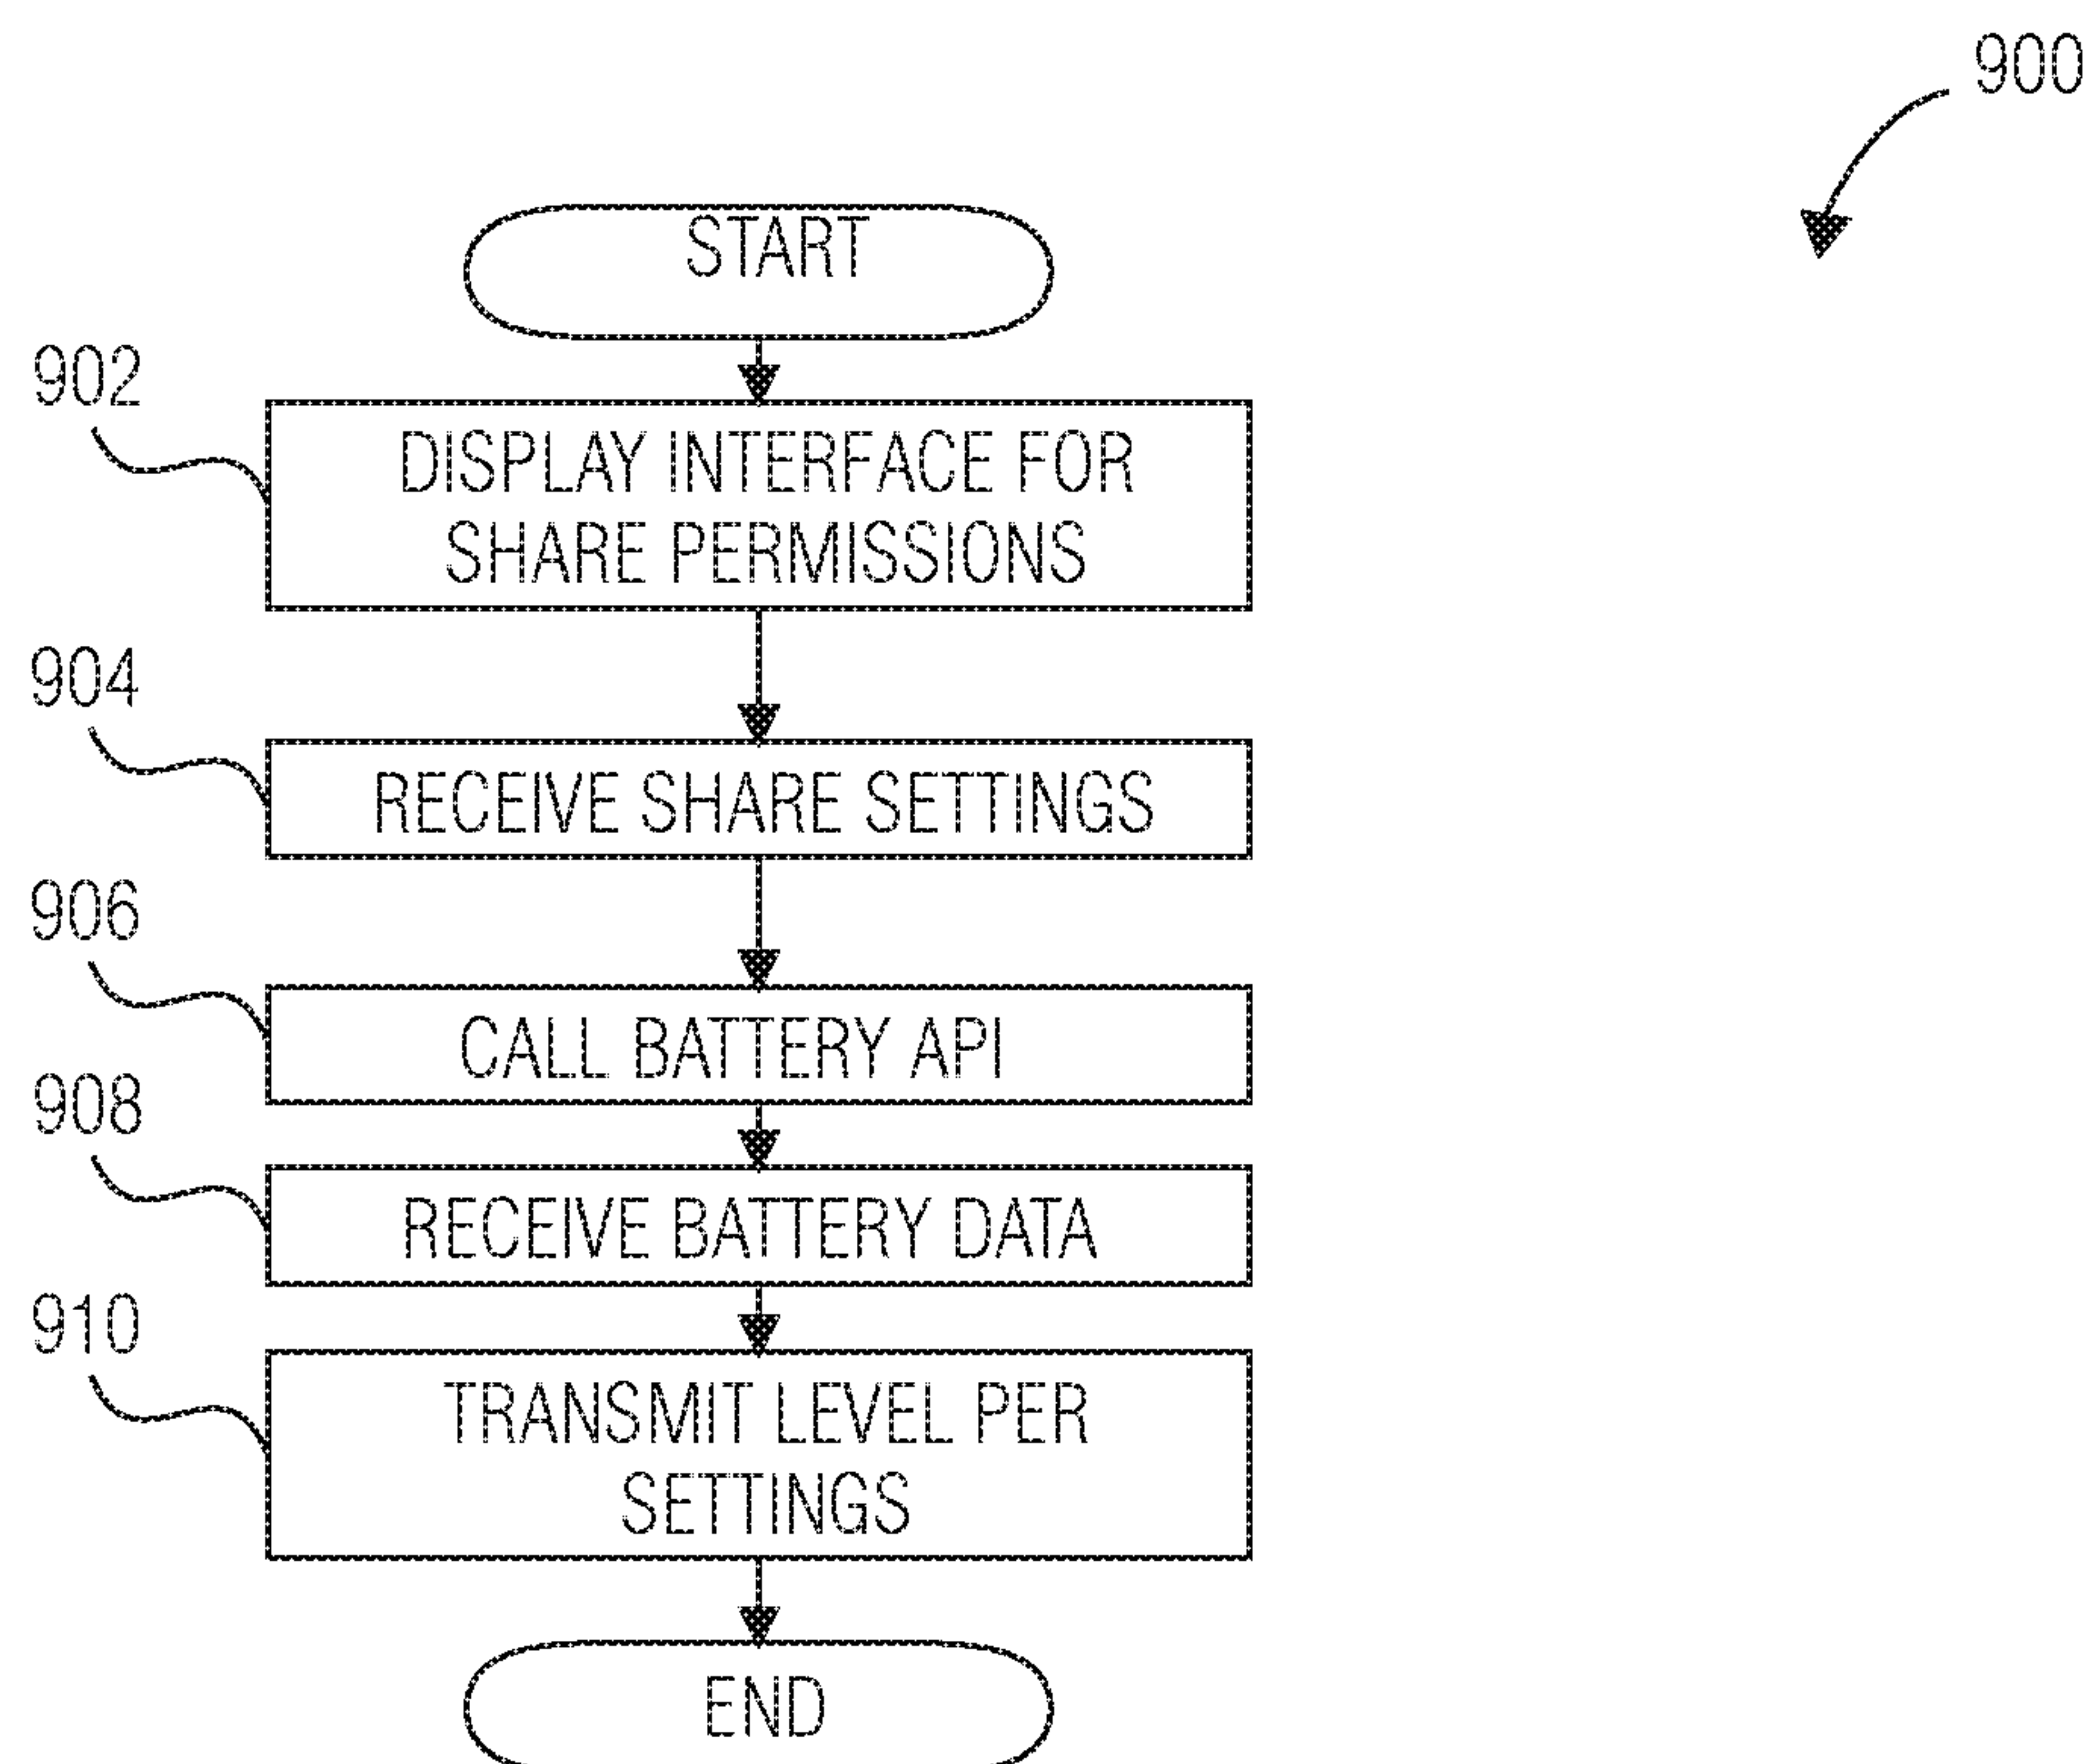 900
START
902
DISPLAY INTERFACE FOR
SHARE PERMISSIONS
904
RECEIVE SHARE SETTINGS
906
CALL BATTERY API
908
RECEIVE BATTERY DATA
910
TRANSMIT LEVEL PER
SETTINGS
END